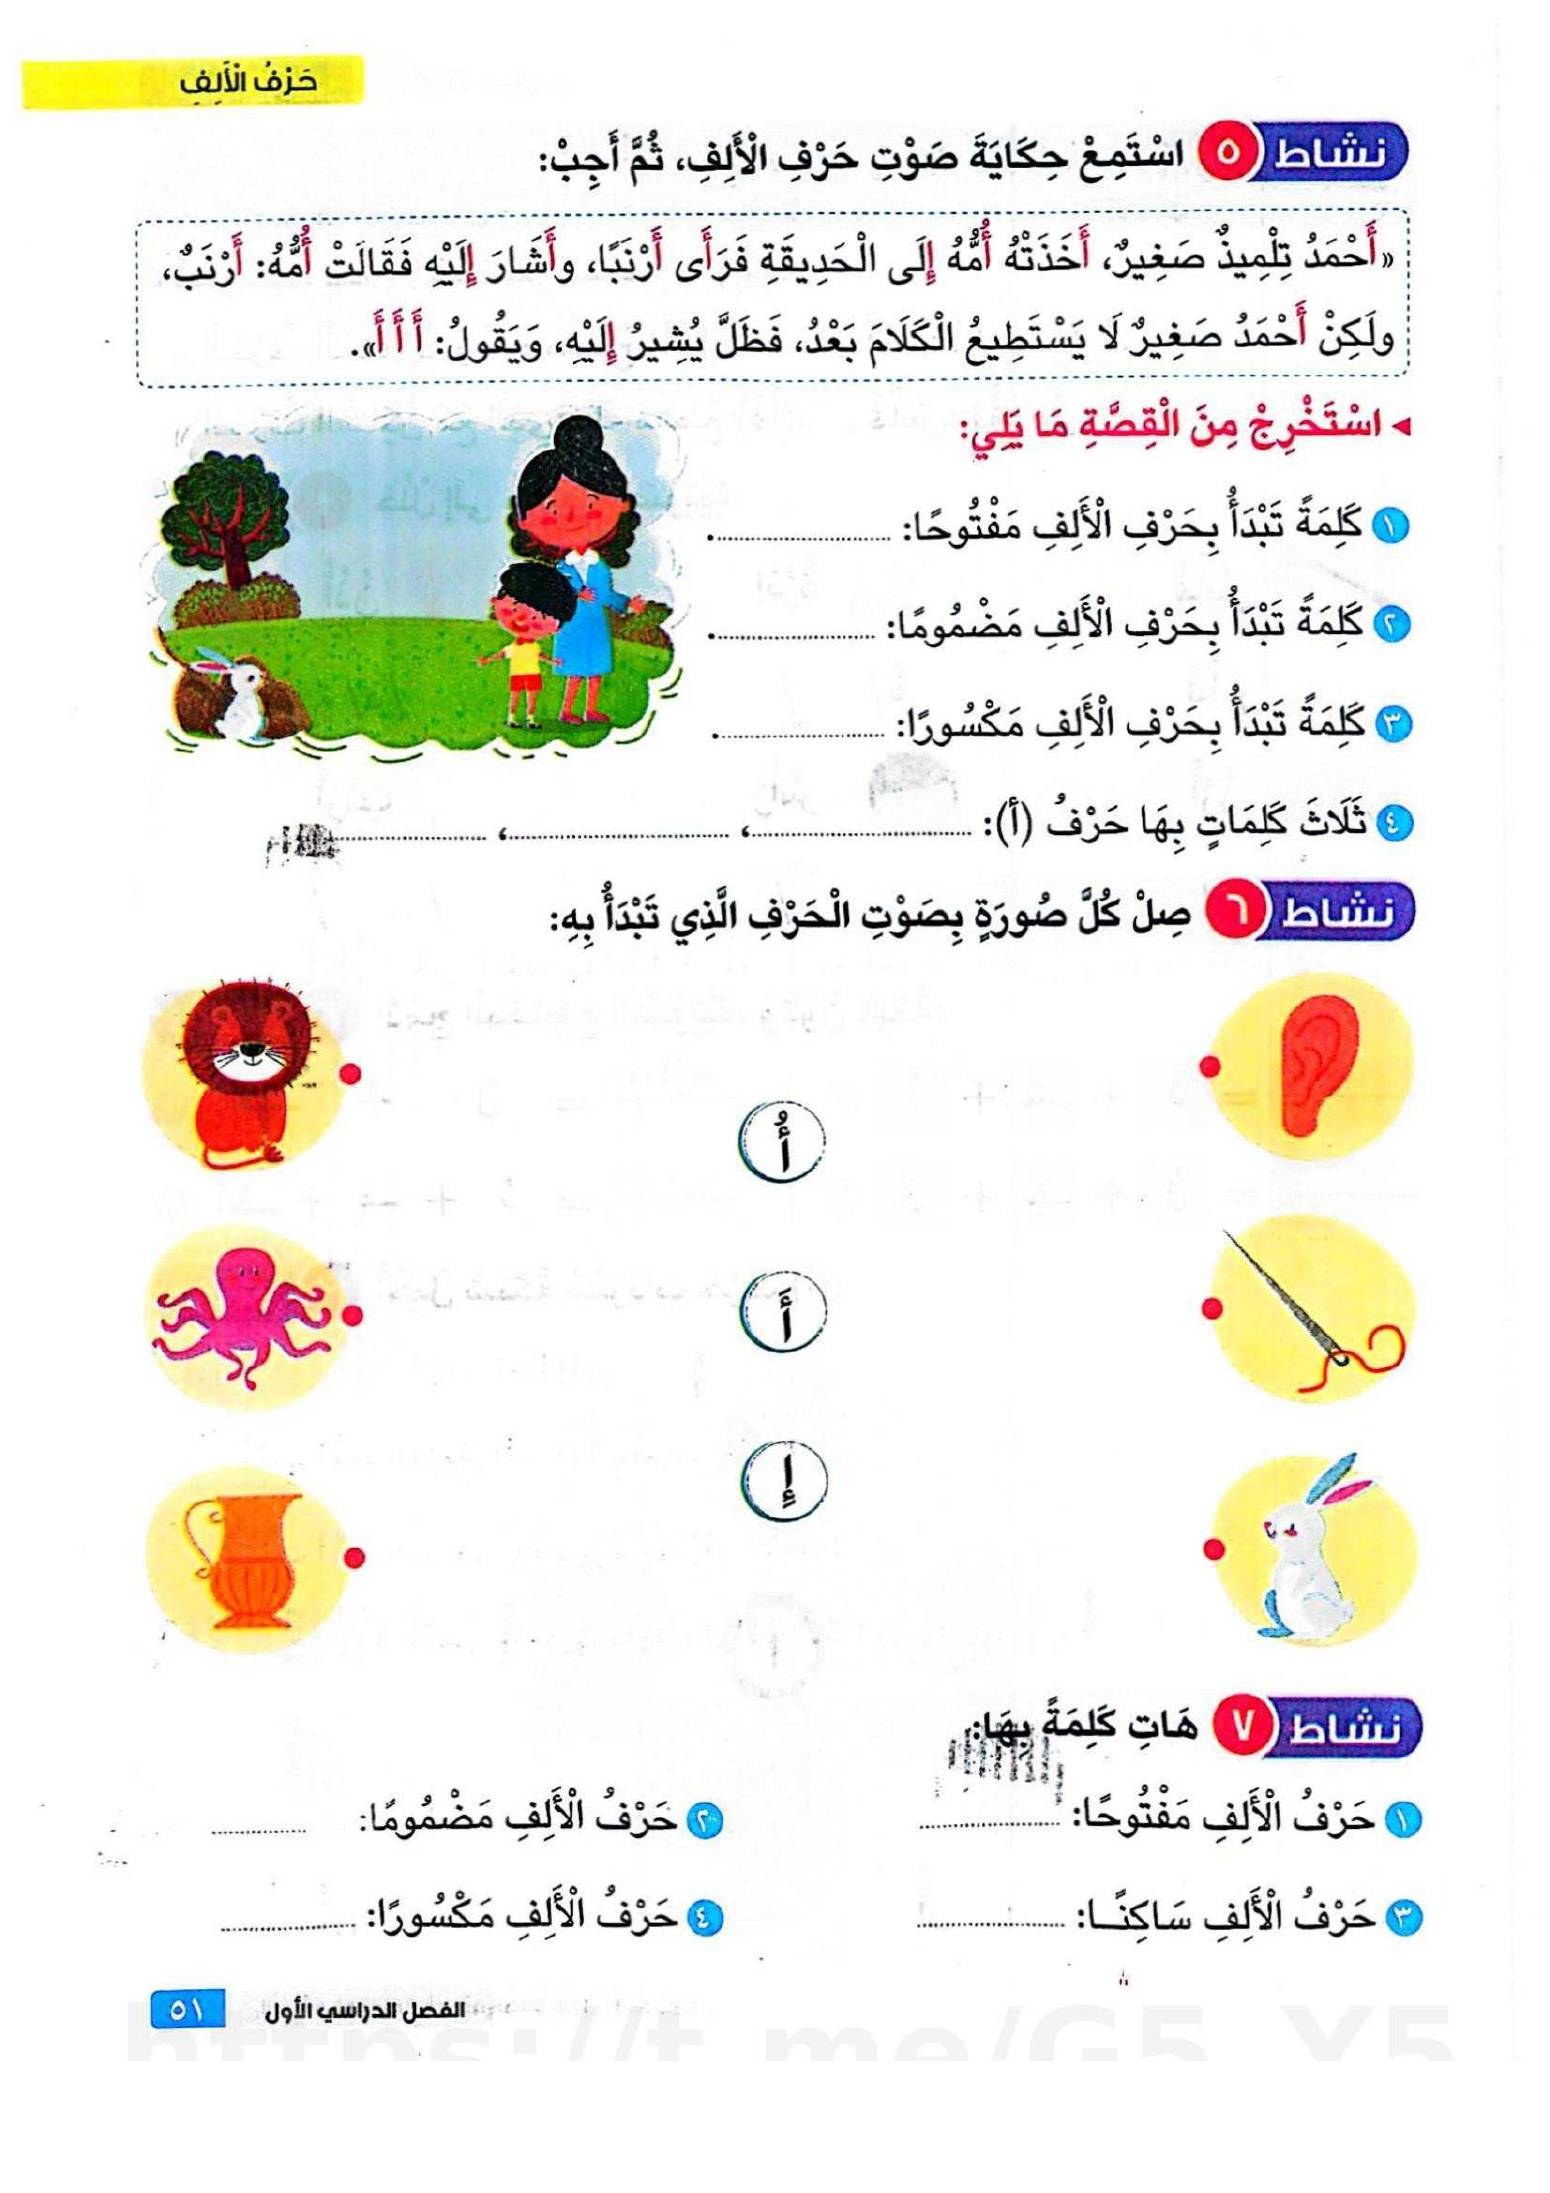 حَرْفُ الْأَلِفِ
نشاط ٥ اسْتَمِعْ حِكَايَةَ صَوْتِ حَرْفِ الْأَلِفِ، ثُمَّ أَجِبْ:
«أَحْمَدُ تِلْمِيذٌ صَغِيرٌ، أَخَذَتْهُ أُمُّهُ إِلَى الْحَدِيقَةِ فَرَأَى أَرْنَبًا، وأَشَارَ إِلَيْهِ فَقَالَتْ أُمُّهُ: أَرْنَبٌ،
ولَكِنْ أَحْمَدُ صَغِيرٌ لَا يَسْتَطِيعُ الْكَلَامَ بَعْدُ، فَظَلَّ يُشِيرُ إِلَيْهِ، وَيَقُولُ: أَ أَ أَ».
◂ اسْتَخْرِجْ مِنَ الْقِصَّةِ مَا يَلِي:
١ كَلِمَةً تَبْدَأُ بِحَرْفِ الْأَلِفِ مَفْتُوحًا: ..............................
٢ كَلِمَةً تَبْدَأُ بِحَرْفِ الْأَلِفِ مَضْمُومًا: ..............................
٣ كَلِمَةً تَبْدَأُ بِحَرْفِ الْأَلِفِ مَكْسُورًا: ..............................
٤ ثَلَاثَ كَلِمَاتٍ بِهَا حَرْفُ (أ): ..............................، ..............................، ..............................
نشاط ٦ صِلْ كُلَّ صُورَةٍ بِصَوْتِ الْحَرْفِ الَّذِي تَبْدَأُ بِهِ:
أُ
أَ
إِ
نشاط ٧ هَاتِ كَلِمَةً بِهَا:
١ حَرْفُ الْأَلِفِ مَفْتُوحًا: ....................
٢ حَرْفُ الْأَلِفِ مَضْمُومًا: ....................
٣ حَرْفُ الْأَلِفِ سَاكِنًا: ....................
٤ حَرْفُ الْأَلِفِ مَكْسُورًا: ....................
الفصل الدراسي الأول ٥١
https://t.me/G5_Y5